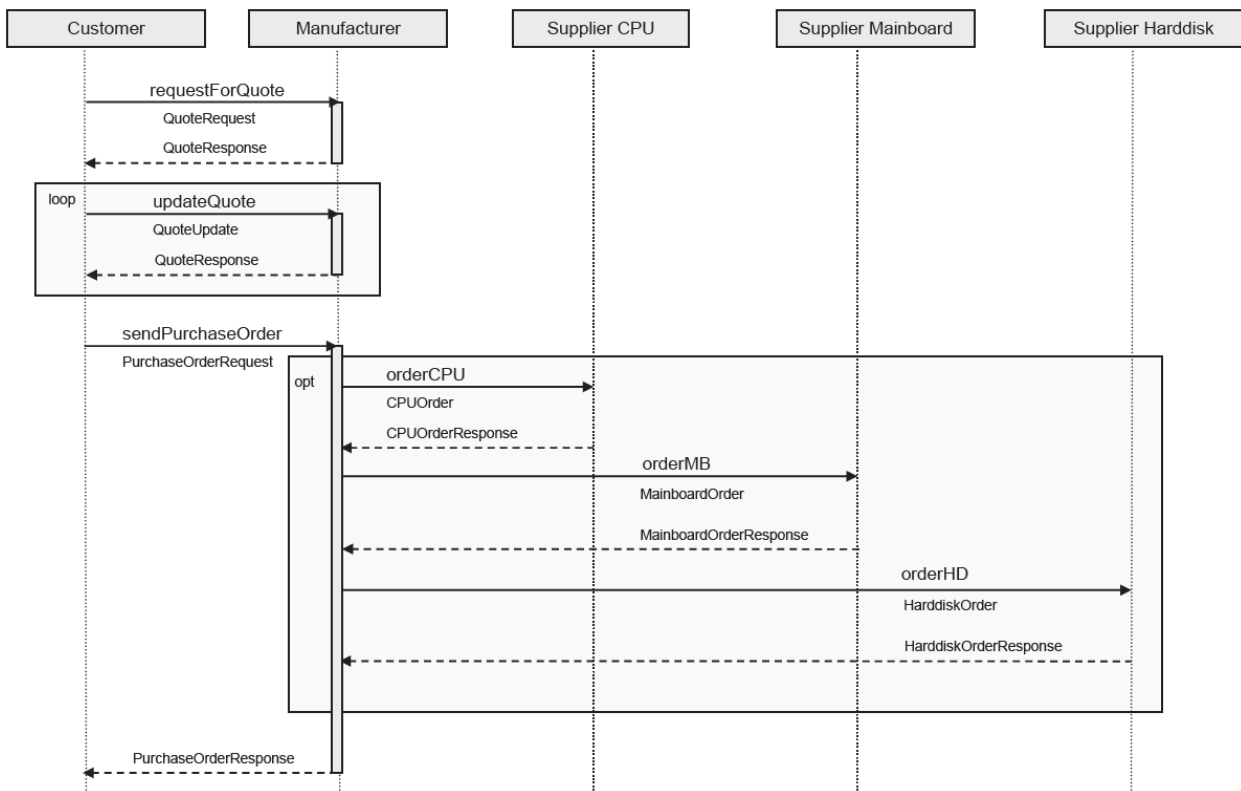 Customer
Manufacturer
Supplier CPU
Supplier Mainboard
Supplier Harddisk
requestForQuote
QuoteRequest
QuoteResponse
loop
updateQuote
QuoteUpdate
QuoteResponse
sendPurchaseOrder
PurchaseOrderRequest
opt
orderCPU
CPUOrder
CPUOrderResponse
orderMB
MainboardOrder
MainboardOrderResponse
orderHD
HarddiskOrder
HarddiskOrderResponse
PurchaseOrderResponse